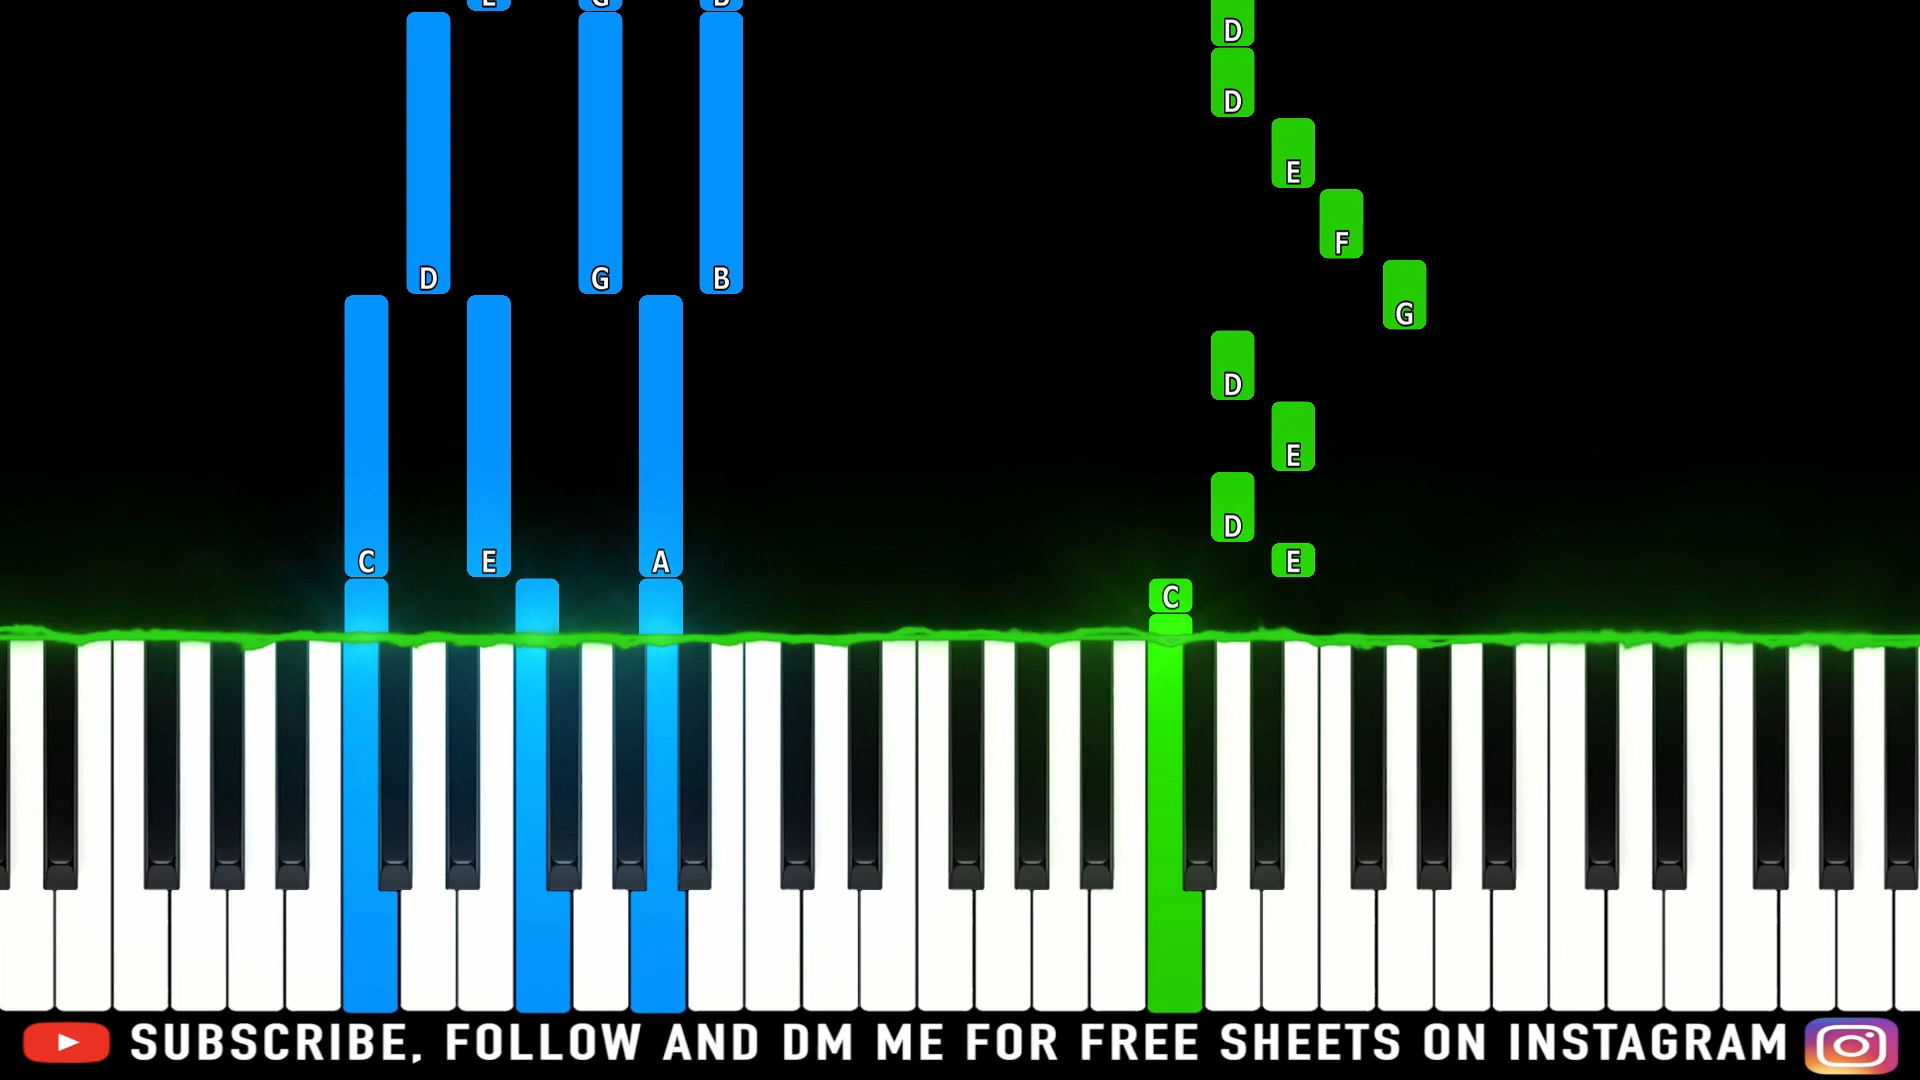 E G B D
D
E
F
D G B G
D
E
D
C E A E
C
SUBSCRIBE, FOLLOW AND DM ME FOR FREE SHEETS ON INSTAGRAM